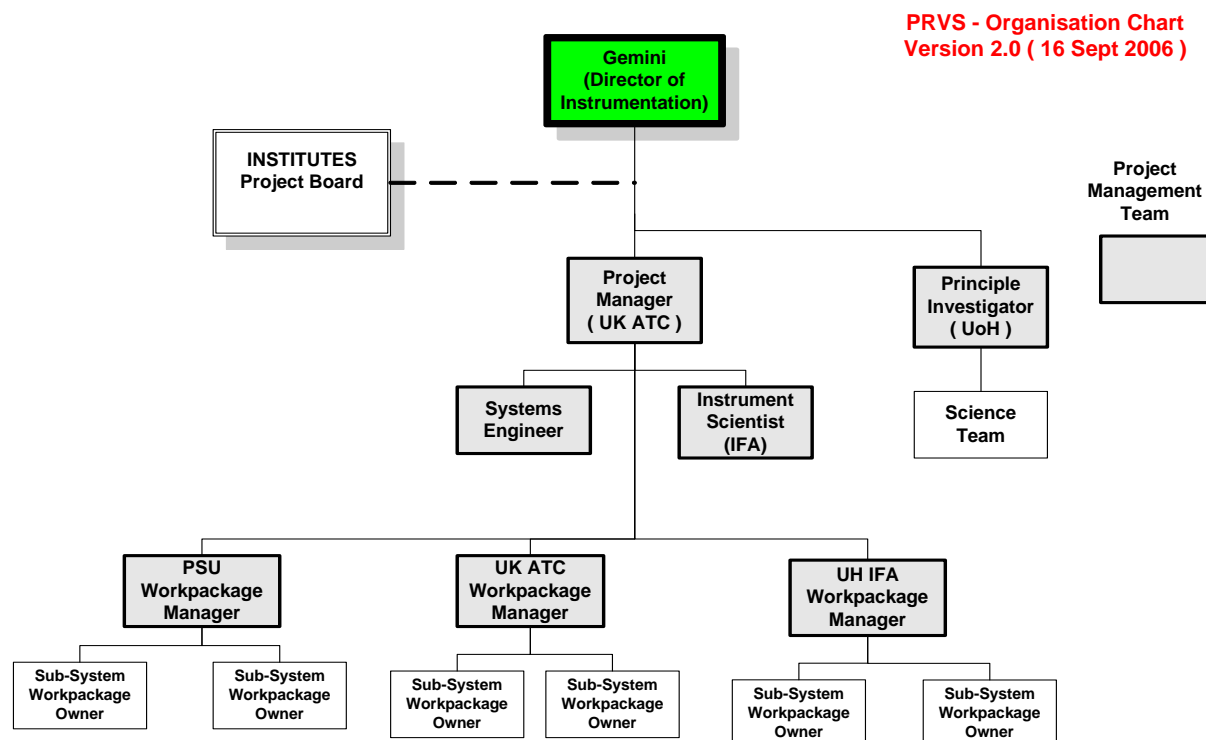 PRVS - Organisation Chart
Version 2.0 ( 16 Sept 2006 )
Gemini
(Director of
Instrumentation)
INSTITUTES
Project Board
Project
Management
Team
Project
Manager
( UK ATC )
Principle
Investigator
( UoH )
Systems
Engineer
Instrument
Scientist
(IFA)
Science
Team
PSU
Workpackage
Manager
UK ATC
Workpackage
Manager
UH IFA
Workpackage
Manager
Sub-System
Workpackage
Owner
Sub-System
Workpackage
Owner
Sub-System
Workpackage
Owner
Sub-System
Workpackage
Owner
Sub-System
Workpackage
Owner
Sub-System
Workpackage
Owner